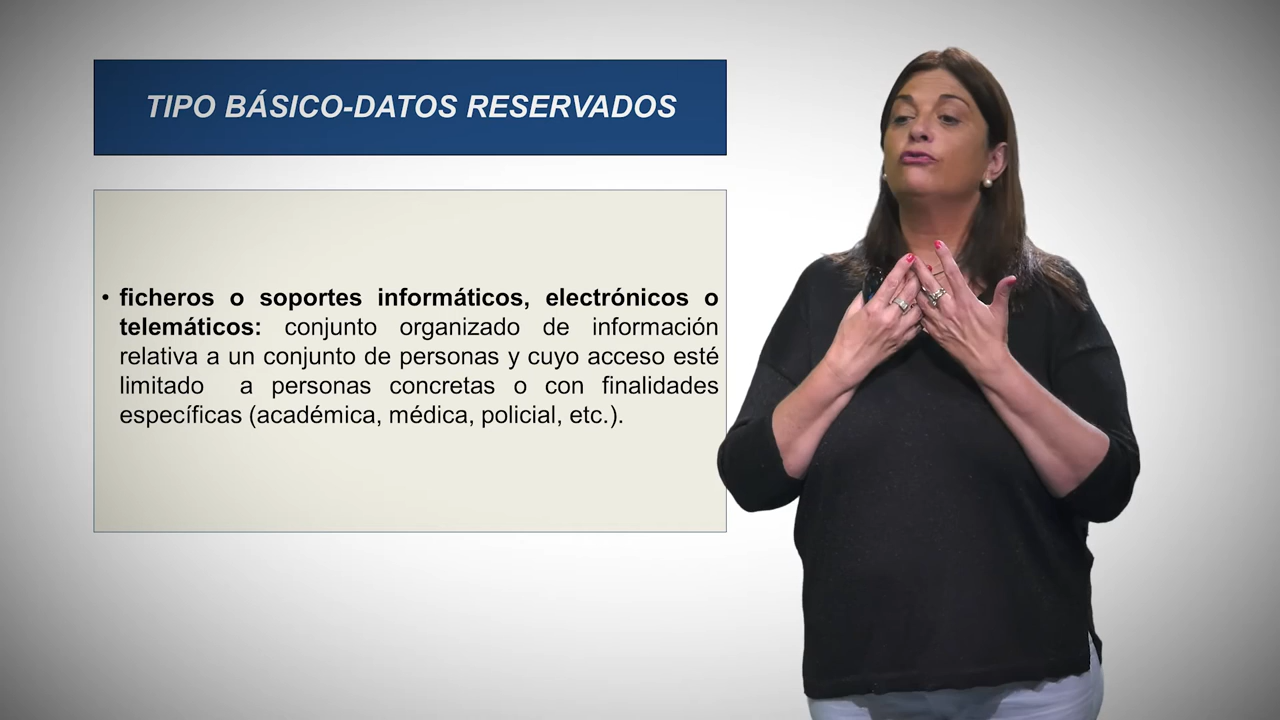 TIPO BÁSICO-DATOS RESERVADOS
• ficheros o soportes informáticos, electrónicos o
telemáticos: conjunto organizado de información
relativa a un conjunto de personas y cuyo acceso esté
limitado a personas concretas o con finalidades
específicas (académica, médica, policial, etc.).